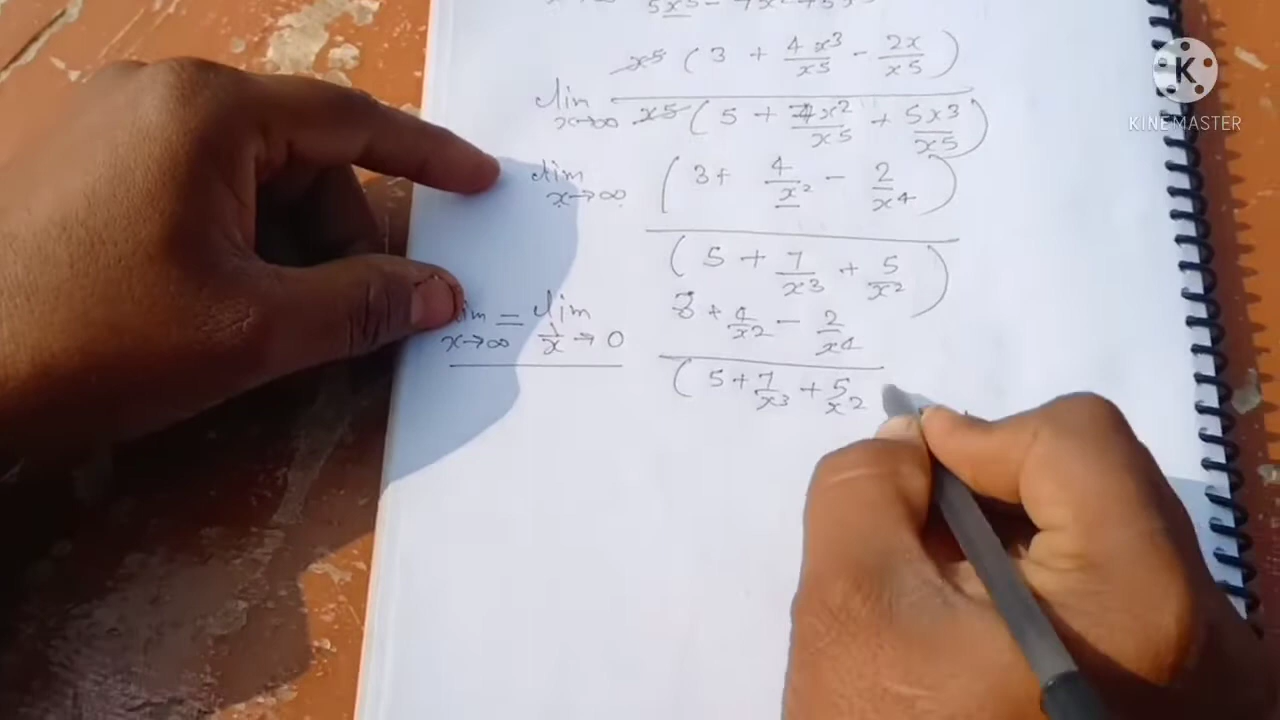 x5 ( 3 + 4x3/x5 - 2x/x5 )
lim x→∞ x5 ( 5 + x2/x5 + 5x3/x5 )
lim x→∞ ( 3 + 4/x2 - 2/x4 )
( 5 + 7/x3 + 5/x2 )
lim x→∞ = lim 1/x→0 3 + 4/x2 - 2/x4
( 5 + 7/x3 + 5/x2
K
KINEMASTER